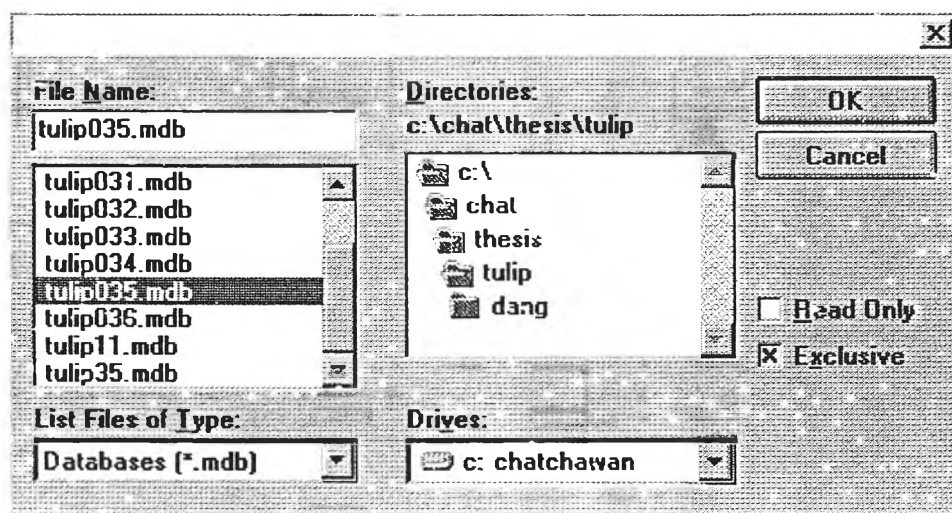 File Name:
tulip035.mdb
tulip031.mdb
tulip032.mdb
tulip033.mdb
tulip034.mdb
tulip035.mdb
tulip036.mdb
tulip11.mdb
tulip35.mdb
List Files of Type:
Databases (*.mdb)
Directories:
c:\chat\thesis\tulip
c:\
chat
thesis
tulip
dang
Drives:
c: chatchawan
OK
Cancel
Read Only
Exclusive